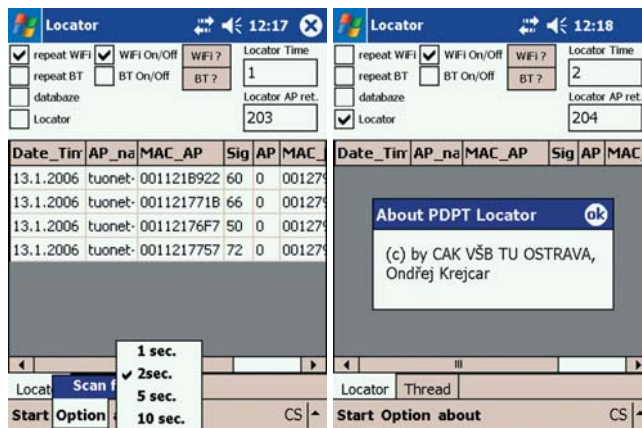 Locator 12:17
repeat WiFi WiFi On/Off WiFi ? Locator Time
repeat BT BT On/Off BT ? 1
databaze Locator AP ret.
Locator 203
Date_Tim AP_na MAC_AP Sig AP MAC_
13.1.2006 tuonet- 001121B922 60 0 001279
13.1.2006 tuonet- 001121771B 66 0 001279
13.1.2006 tuonet- 00112176F7 50 0 001279
13.1.2006 tuonet- 0011217757 72 0 001279
1 sec.
2sec.
5 sec.
10 sec.
Locat Scan f
Start Option a CS
Locator 12:18
repeat WiFi WiFi On/Off WiFi ? Locator Time
repeat BT BT On/Off BT ? 2
databaze Locator AP ret.
Locator 204
Date_Tim AP_na MAC_AP Sig AP MAC_
About PDPT Locator ok
(c) by CAK VŠB TU OSTRAVA,
Ondřej Krejcar
Locator Thread
Start Option about CS